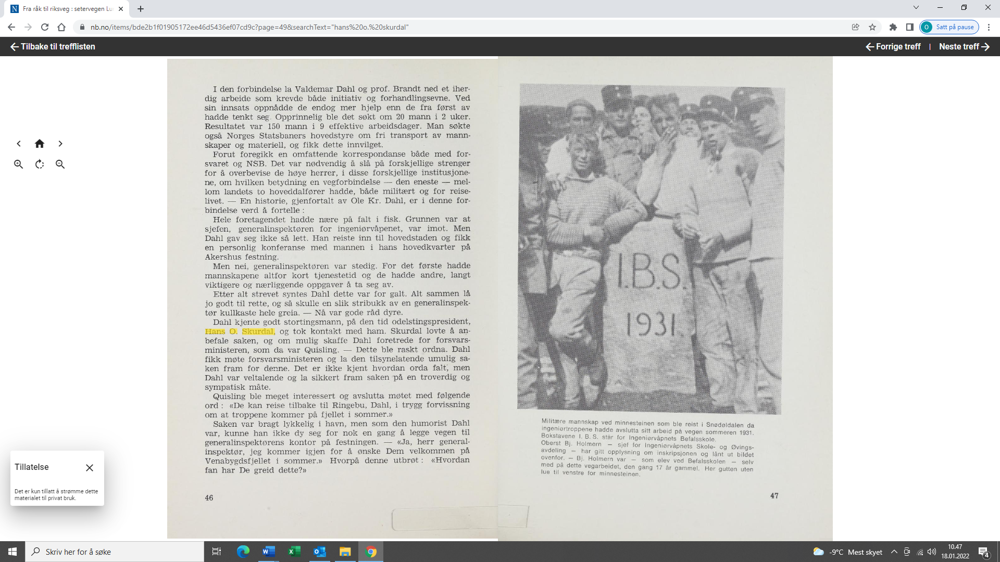 Fra råk til riksveg : setervegen Lu
nb.no/items/bde2b1f01905172ee46d5436ef07cd9c?page=49&searchText="hans%20o.%20skurdal"
O Satt på pause
Tilbake til trefflisten
Forrige treff | Neste treff
I den forbindelse la Valdemar Dahl og prof. Brandt ned et iher-
dig arbeide som krevde både initiativ og forhandlingsevne. Ved
sin innsats oppnådde de endog mer hjelp enn de fra først av
hadde tenkt seg. Opprinnelig ble det søkt om 20 mann i 2 uker.
Resultatet var 150 mann i 9 effektive arbeidsdager. Man søkte
også Norges Statsbaners hovedstyre om fri transport av mann-
skaper og materiell, og fikk dette innvilget.
Forut foregikk en omfattende korrespondanse både med for-
svaret og NSB. Det var nødvendig å slå på forskjellige strenger
for å overbevise de høye herrer, i disse forskjellige institusjone-
ne, om hvilken betydning en vegforbindelse — den eneste — mel-
lom landets to hoveddalfører hadde, både militært og for reise-
livet. — En historie, gjenfortalt av Ole Kr. Dahl, er i denne for-
bindelse verd å fortelle :
Hele foretagendet hadde nære på falt i fisk. Grunnen var at
sjefen, generalinspektøren for ingeniørvåpenet, var imot. Men
Dahl gav seg ikke så lett. Han reiste inn til hovedstaden og fikk
en personlig konferanse med mannen i hans hovedkvarter på
Akershus festning.
Men nei, generalinspektøren var stedig. For det første hadde
mannskapene altfor kort tjenestetid og de hadde andre, langt
viktigere og nærliggende oppgaver å ta seg av.
Etter alt strevet syntes Dahl dette var for galt. Alt sammen lå
jo godt til rette, og så skulle en slik stribukk av en generalinspek-
tør kullkaste hele greia. — Nå var gode råd dyre.
Dahl kjente godt stortingsmann, på den tid odelstingspresident,
Hans O. Skurdal, og tok kontakt med ham. Skurdal lovte å an-
befale saken, og om mulig skaffe Dahl foretrede for forsvars-
ministeren, som da var Quisling. — Dette ble raskt ordna. Dahl
fikk møte forsvarsministeren og la den tilsynelatende umulig sa-
ken fram for denne. Det er ikke kjent hvordan orda falt, men
Dahl var veltalende og la sikkert fram saken på en troverdig og
sympatisk måte.
Quisling ble meget interessert og avslutta møtet med følgende
ord : «De kan reise tilbake til Ringebu, Dahl, i trygg forvissning
om at troppene kommer på fjellet i sommer.»
Saken var bragt lykkelig i havn, men som den humorist Dahl
var, kunne han ikke dy seg for nok en gang å legge vegen til
generalinspektørens kontor på festningen. — «Ja, herr general-
inspektør, jeg kommer igjen for å ønske Dem velkommen på
Venabygdsfjellet i sommer.» Hvorpå denne utbrøt : «Hvordan
fan har De greid dette?»
46
I.B.S.
1931
Militære mannskap ved minnesteinen som ble reist i Snødøldalen da
ingeniørtroppene hadde avslutta sitt arbeid på vegen sommeren 1931.
Bokstavene I. B. S. står for Ingeniørvåpnets Befalsskole.
Oberst Bj. Holmern — sjef for Ingeniørvåpnets Skole- og Øvings-
avdeling — har gitt opplysning om inskripsjonen og lånt ut bildet
ovenfor. — Bj. Holmern var — som elev ved Befalsskolen — selv
med på dette vegarbeidet, den gang 17 år gammel. Her gutten uten
lue til venstre for minnesteinen.
47
Tillatelse
Det er kun tillatt å strømme dette
materialet til privat bruk.
Skriv her for å søke
-9°C Mest skyet
10.47
18.01.2022
4